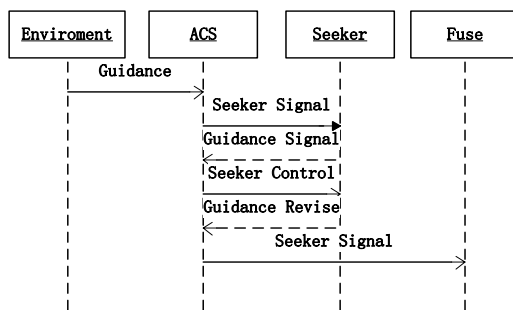 Enviroment
ACS
Seeker
Fuse
Guidance
Seeker Signal
Guidance Signal
Seeker Control
Guidance Revise
Seeker Signal